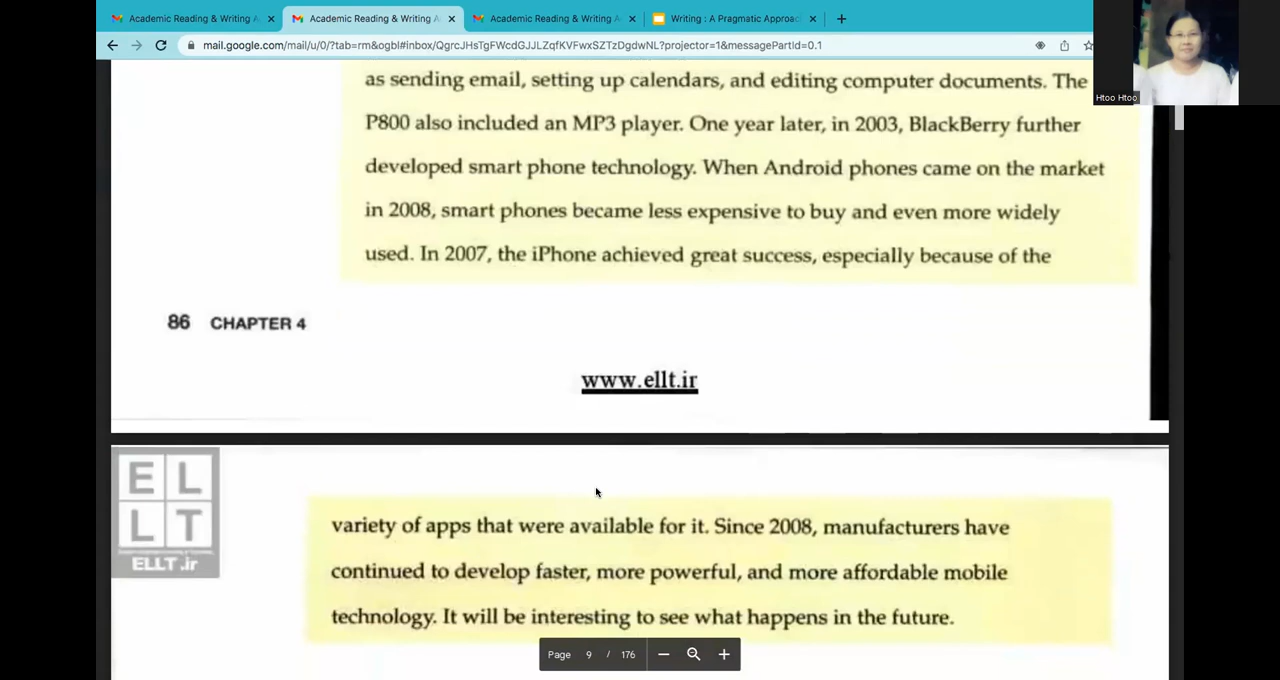 Academic Reading & Writing A
Academic Reading & Writing A
Academic Reading & Writing A
Writing : A Pragmatic Approac
mail.google.com/mail/u/0/?tab=rm&ogbl#inbox/QgrcJHsTgFWcdGJJLZqfKVFwxSZTzDgdwNL?projector=1&messagePartId=0.1
Htoo Htoo
as sending email, setting up calendars, and editing computer documents. The
P800 also included an MP3 player. One year later, in 2003, BlackBerry further
developed smart phone technology. When Android phones came on the market
in 2008, smart phones became less expensive to buy and even more widely
used. In 2007, the iPhone achieved great success, especially because of the
86 CHAPTER 4
www.ellt.ir
E L
L T
ELLT.ir
variety of apps that were available for it. Since 2008, manufacturers have
continued to develop faster, more powerful, and more affordable mobile
technology. It will be interesting to see what happens in the future.
Page 9 / 176